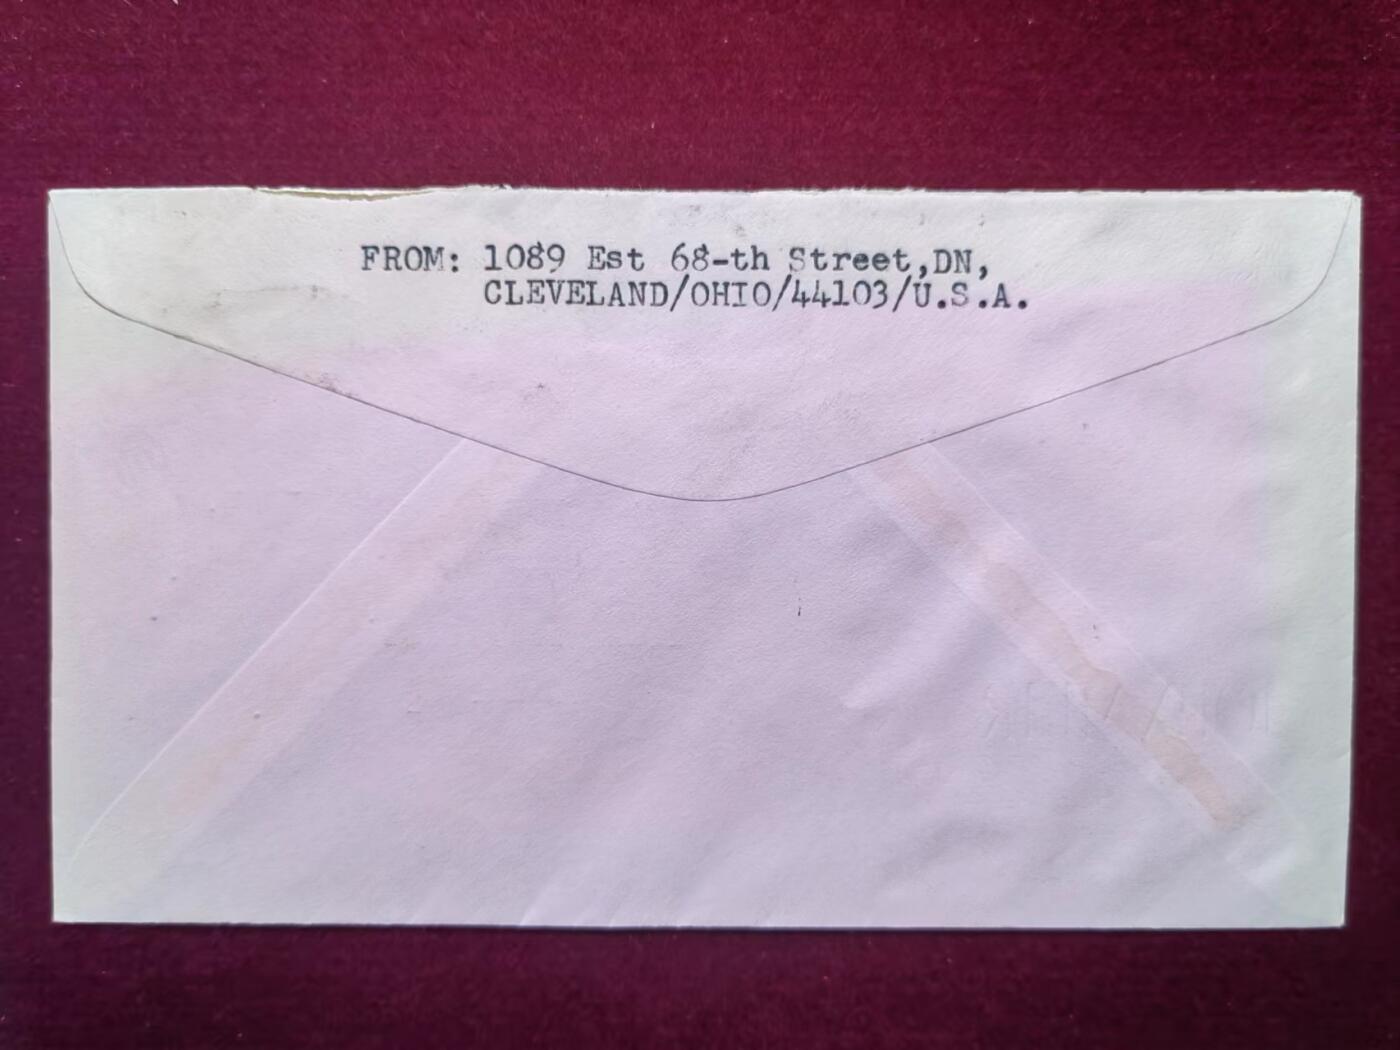 FROM: 1089 Est 68-th Street,DN,
CLEVELAND/OHIO/44103/U.S.A.